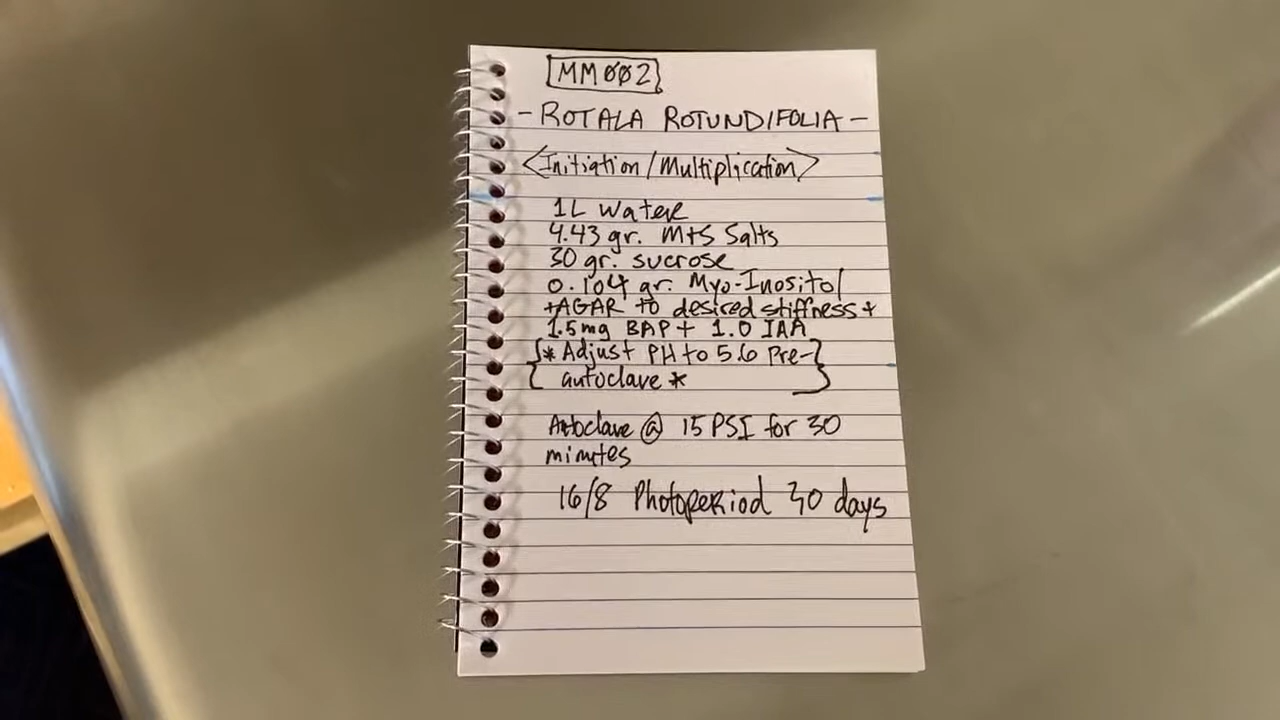 MM002
- ROTALA ROTUNDIFOLIA -
<Initiation/Multiplication>
1L Water
4.43 gr. M+S Salts
30 gr. sucrose
0.104 gr. Myo-Inositol
+AGAR to desired stiffness+
1.5mg BAP + 1.0 IAA
{* Adjust PH to 5.6 Pre-}
{ autoclave * }
Autoclave @ 15 PSI for 30
minutes
16/8 Photoperiod 30 days